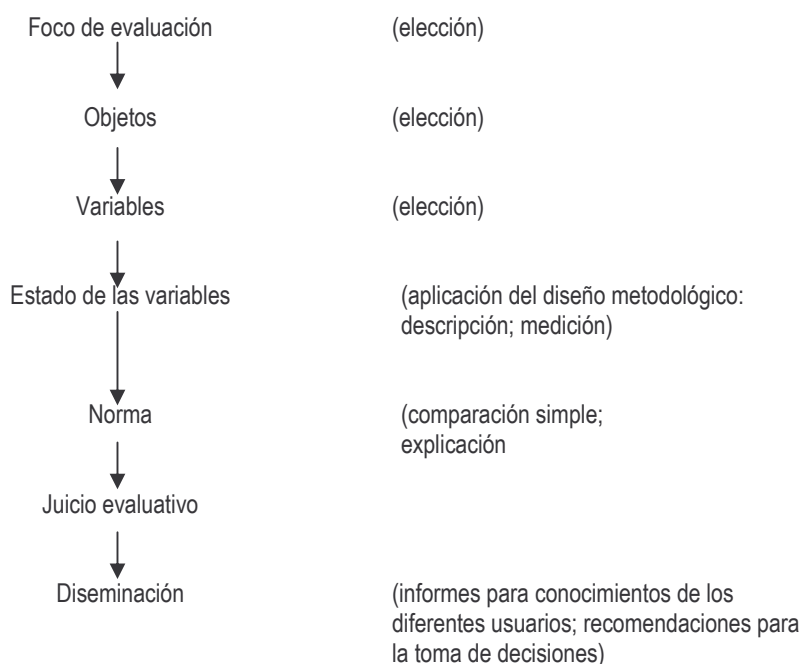 Foco de evaluación (elección)
Objetos (elección)
Variables (elección)
Estado de las variables (aplicación del diseño metodológico:
descripción; medición)
Norma (comparación simple;
explicación
Juicio evaluativo
Diseminación (informes para conocimientos de los
diferentes usuarios; recomendaciones para
la toma de decisiones)